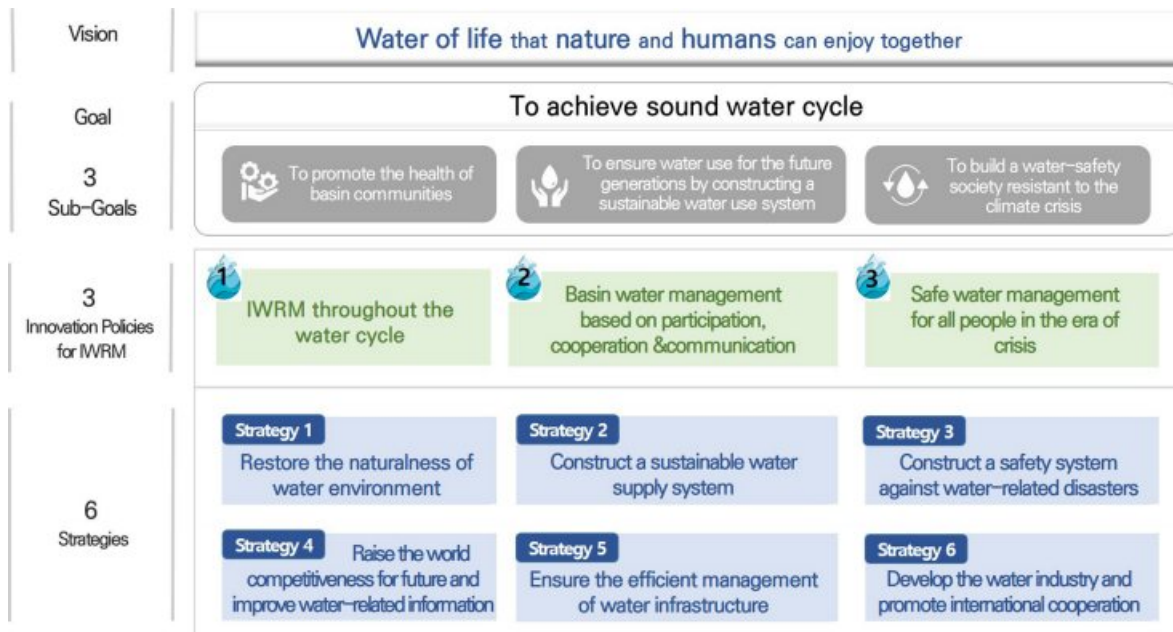 Vision
Water of life that nature and humans can enjoy together
Goal
To achieve sound water cycle
3
Sub-Goals
To promote the health of
basin communities
To ensure water use for the future
generations by constructing a
sustainable water use system
To build a water-safety
society resistant to the
climate crisis
3
Innovation Policies
for IWRM
1
IWRM throughout the
water cycle
2
Basin water management
based on participation,
cooperation &communication
3
Safe water management
for all people in the era of
crisis
6
Strategies
Strategy 1
Restore the naturalness of
water environment
Strategy 2
Construct a sustainable water
supply system
Strategy 3
Construct a safety system
against water-related disasters
Strategy 4
Raise the world
competitiveness for future and
improve water-related information
Strategy 5
Ensure the efficient management
of water infrastructure
Strategy 6
Develop the water industry and
promote international cooperation